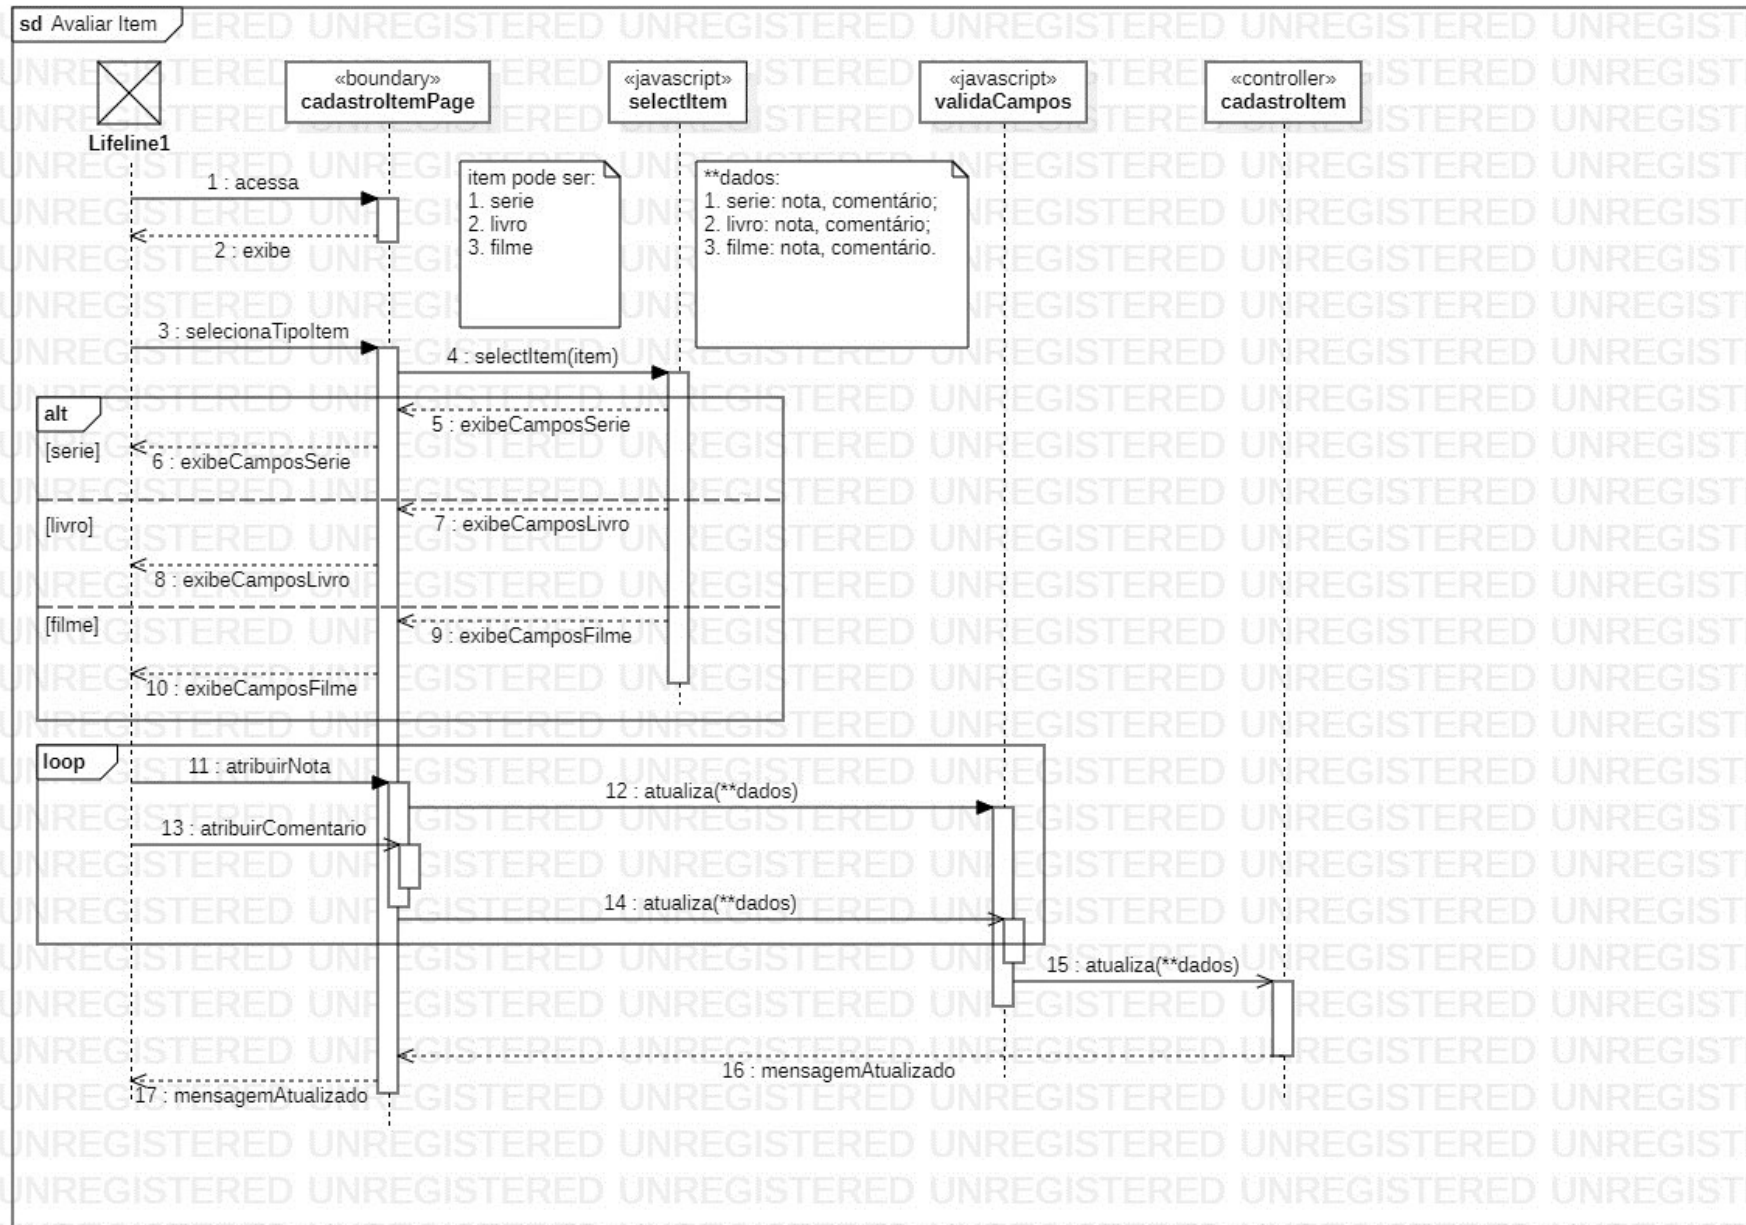 sd Avaliar Item
Lifeline1
«boundary»
cadastroItemPage
«javascript»
selectItem
«javascript»
validaCampos
«controller»
cadastroItem
item pode ser:
1. serie
2. livro
3. filme
**dados:
1. serie: nota, comentário;
2. livro: nota, comentário;
3. filme: nota, comentário.
1 : acessa
2 : exibe
3 : selecionaTipoItem
4 : selectItem(item)
alt
[serie]
5 : exibeCamposSerie
6 : exibeCamposSerie
[livro]
7 : exibeCamposLivro
8 : exibeCamposLivro
[filme]
9 : exibeCamposFilme
10 : exibeCamposFilme
loop
11 : atribuirNota
12 : atualiza(**dados)
13 : atribuirComentario
14 : atualiza(**dados)
15 : atualiza(**dados)
16 : mensagemAtualizado
17 : mensagemAtualizado
UNREGISTERED